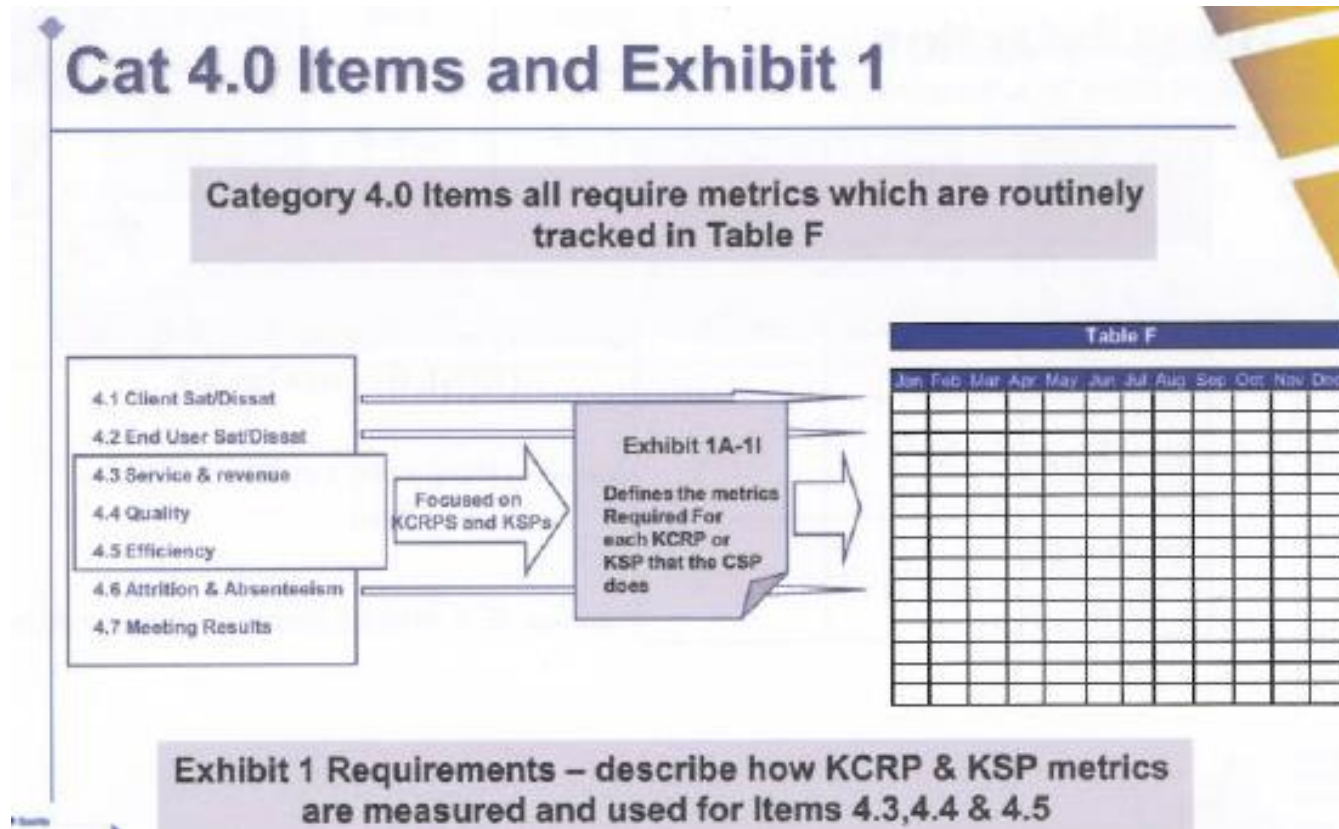 Cat 4.0 Items and Exhibit 1
Category 4.0 Items all require metrics which are routinely
tracked in Table F
4.1 Client Sat/Dissat
4.2 End User Sat/Dissat
4.3 Service & revenue
4.4 Quality
4.5 Efficiency
4.6 Attrition & Absenteeism
4.7 Meeting Results
Focused on
KCRPS and KSPs
Exhibit 1A-1I
Defines the metrics
Required For
each KCRP or
KSP that the CSP
does
Table F
Jan Feb Mar Apr May Jun Jul Aug Sep Oct Nov Dec
Exhibit 1 Requirements – describe how KCRP & KSP metrics
are measured and used for Items 4.3,4.4 & 4.5